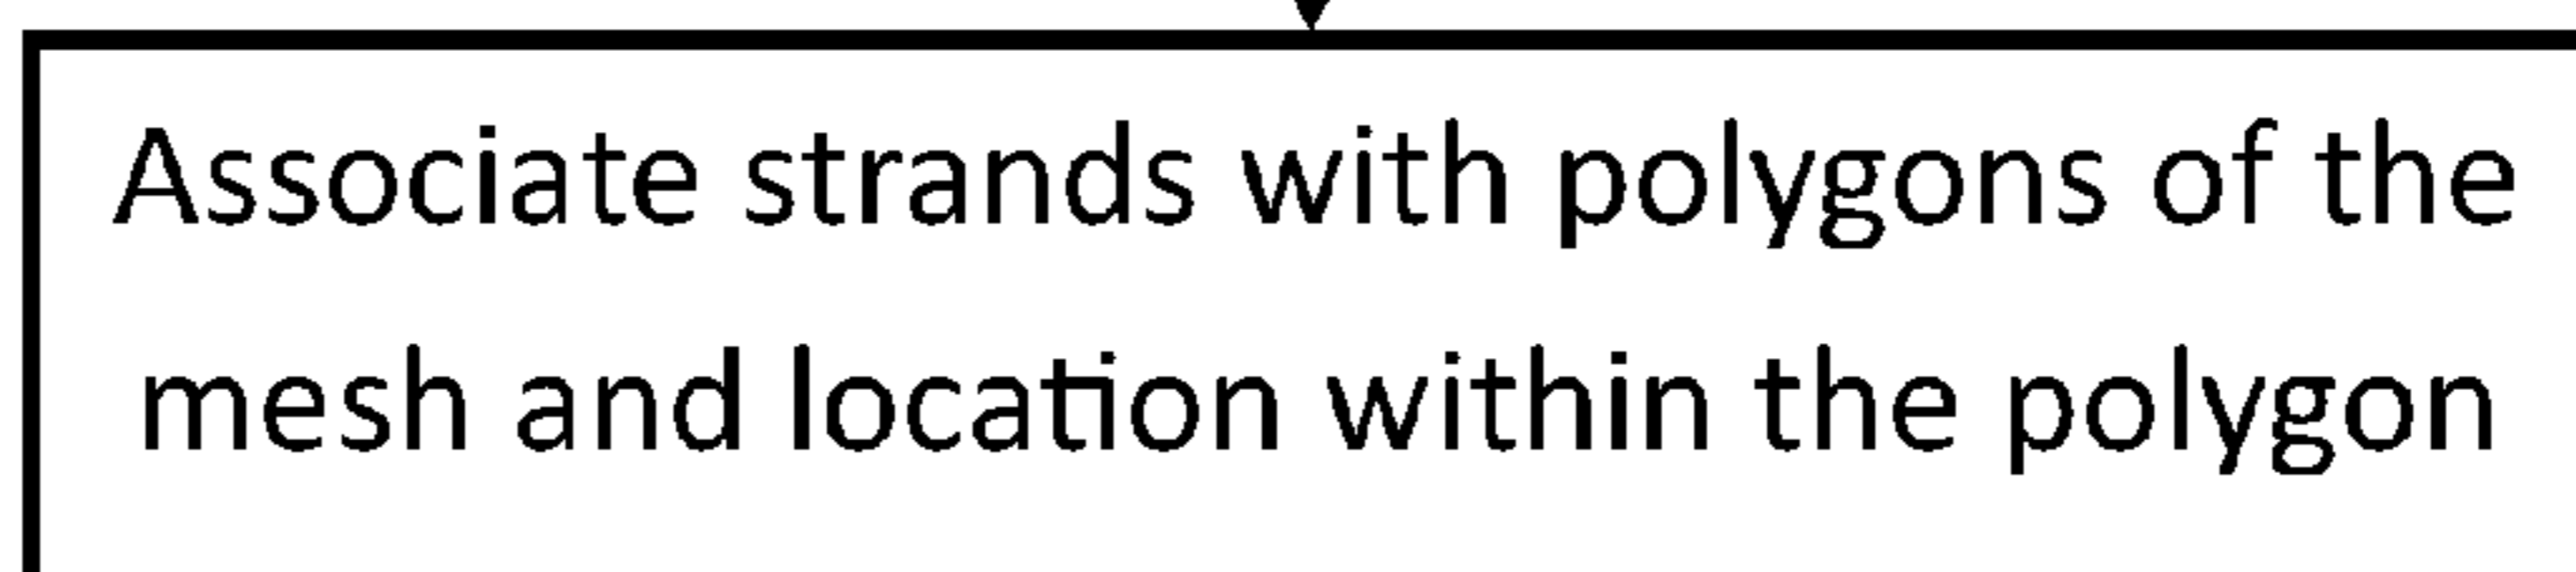 Associate strands with polygons of the
mesh and location within the polygon